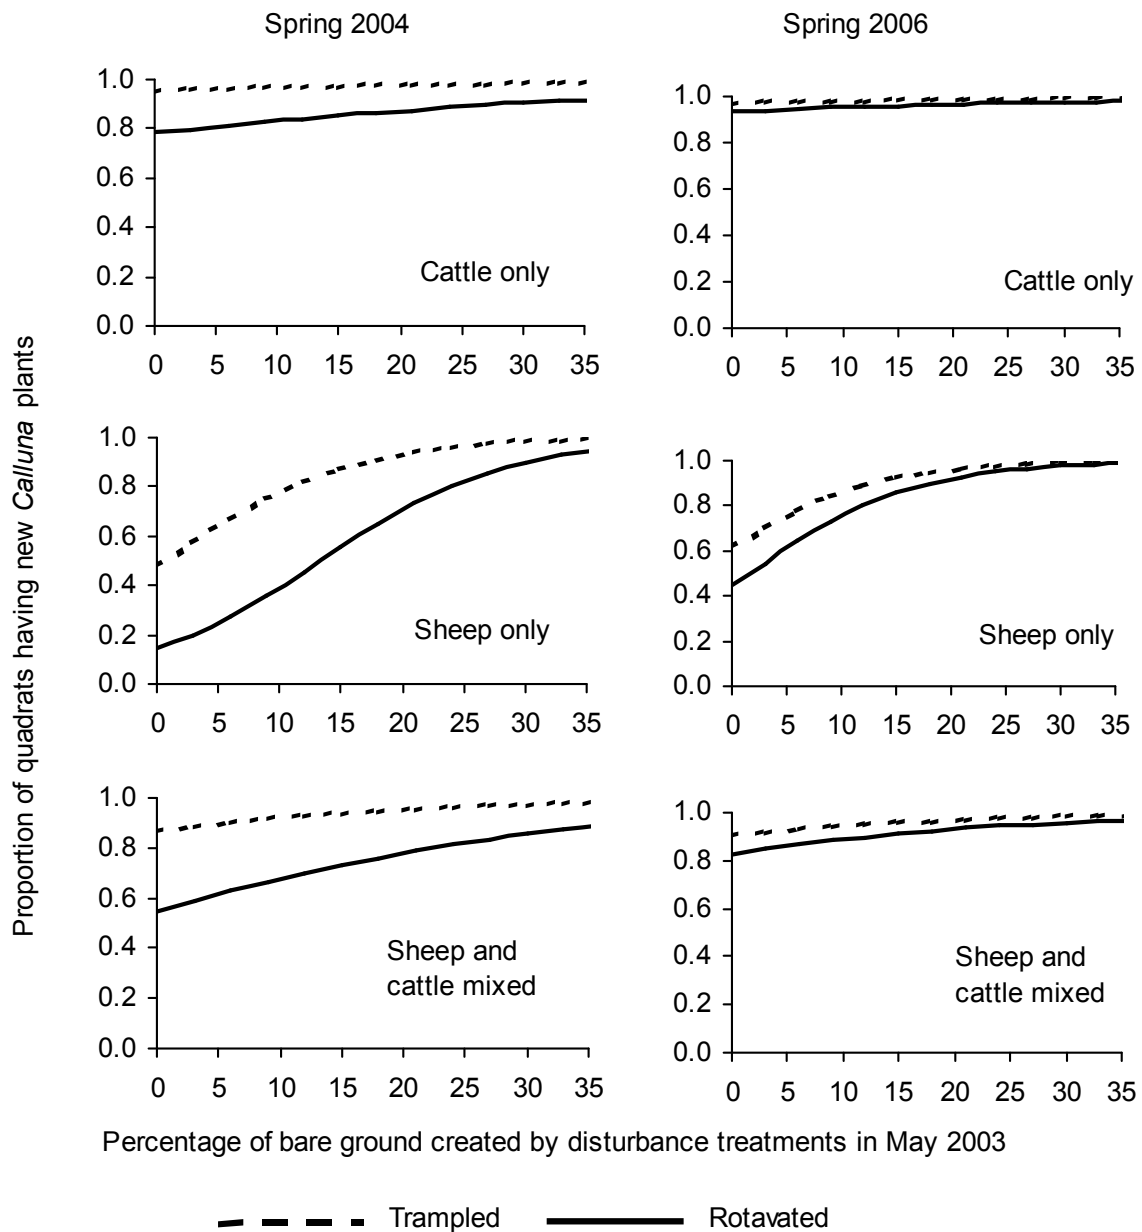 Spring 2004
Spring 2006
Proportion of quadrats having new Calluna plants
1.0
0.8
0.6
0.4
0.2
0.0
Cattle only
0 5 10 15 20 25 30 35
1.0
0.8
0.6
0.4
0.2
0.0
Cattle only
0 5 10 15 20 25 30 35
1.0
0.8
0.6
0.4
0.2
0.0
Sheep only
0 5 10 15 20 25 30 35
1.0
0.8
0.6
0.4
0.2
0.0
Sheep only
0 5 10 15 20 25 30 35
1.0
0.8
0.6
0.4
0.2
0.0
Sheep and
cattle mixed
0 5 10 15 20 25 30 35
1.0
0.8
0.6
0.4
0.2
0.0
Sheep and
cattle mixed
0 5 10 15 20 25 30 35
Percentage of bare ground created by disturbance treatments in May 2003
Trampled Rotavated